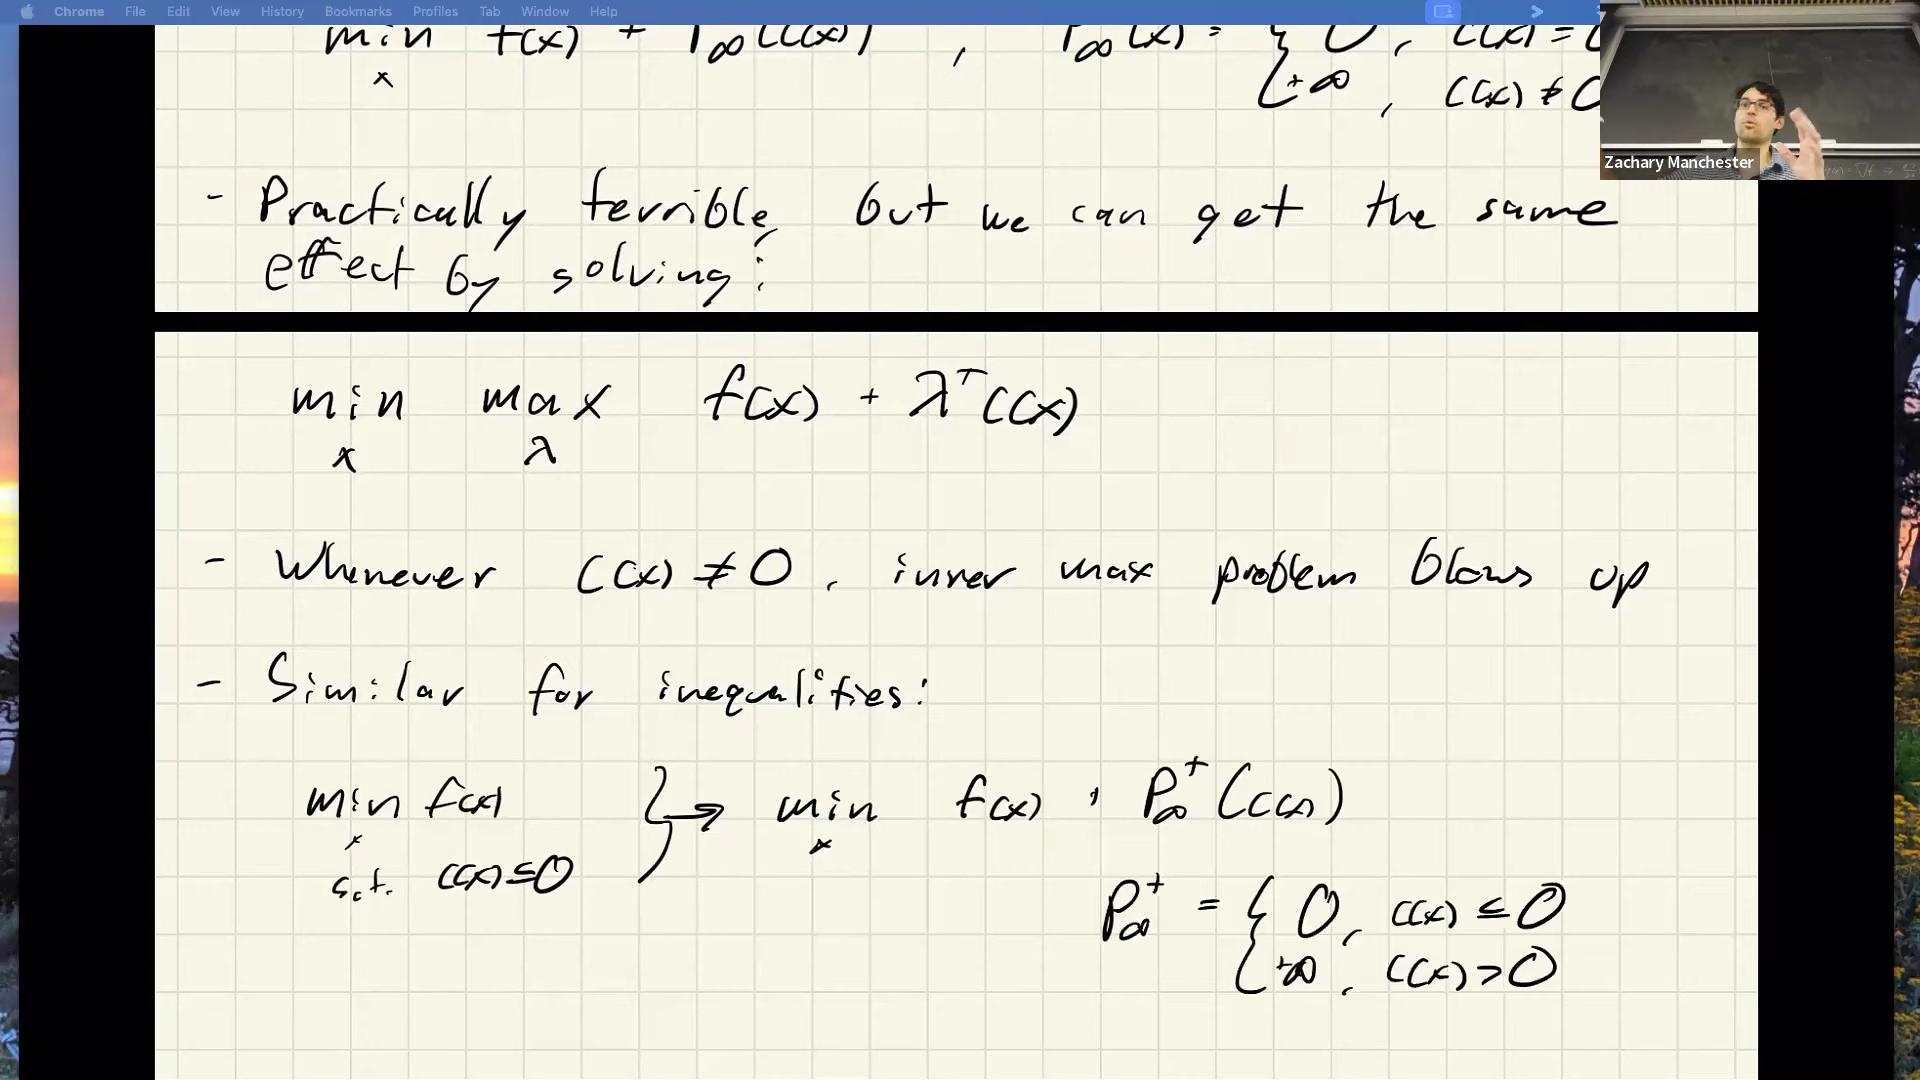 Chrome File Edit View History Bookmarks Profiles Tab Window Help
min f(x) + P∞(c(x)) , P∞(x) = { 0 , c(x) = 0
x
+∞ , c(x) ≠ 0
Zachary Manchester
- Practically terrible, but we can get the same
effect by solving:
min max f(x) + λᵀc(x)
x λ
- Whenever c(x) ≠ 0 , inner max problem blows up
- Similar for inequalities:
min f(x) } → min f(x) + P∞⁺(c(x))
x x
s.t. c(x) ≤ 0
P∞⁺ = { 0 , c(x) ≤ 0
+∞ , c(x) > 0